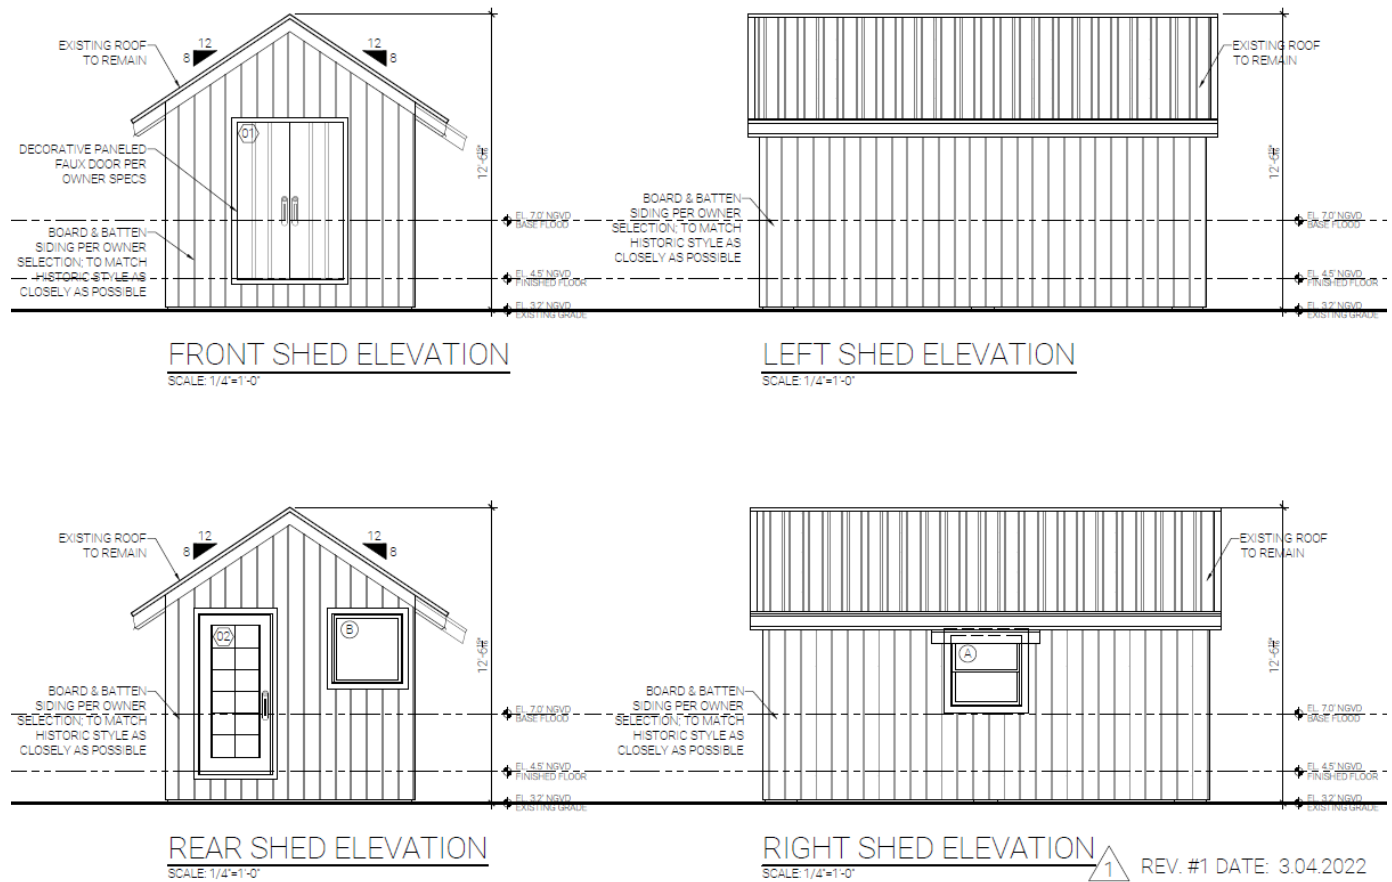 EXISTING ROOF
TO REMAIN
12
8
12
8
DECORATIVE PANELED
FAUX DOOR PER
OWNER SPECS
01
BOARD & BATTEN
SIDING PER OWNER
SELECTION; TO MATCH
HISTORIC STYLE AS
CLOSELY AS POSSIBLE
EL. 7.0' NGVD
BASE FLOOD
EL. 4.5' NGVD
FINISHED FLOOR
EL. 3.2' NGVD
EXISTING GRADE
FRONT SHED ELEVATION
SCALE: 1/4"=1'-0"
EXISTING ROOF
TO REMAIN
BOARD & BATTEN
SIDING PER OWNER
SELECTION; TO MATCH
HISTORIC STYLE AS
CLOSELY AS POSSIBLE
EL. 7.0' NGVD
BASE FLOOD
EL. 4.5' NGVD
FINISHED FLOOR
EL. 3.2' NGVD
EXISTING GRADE
LEFT SHED ELEVATION
SCALE: 1/4"=1'-0"
EXISTING ROOF
TO REMAIN
12
8
12
8
02
B
BOARD & BATTEN
SIDING PER OWNER
SELECTION; TO MATCH
HISTORIC STYLE AS
CLOSELY AS POSSIBLE
EL. 7.0' NGVD
BASE FLOOD
EL. 4.5' NGVD
FINISHED FLOOR
EL. 3.2' NGVD
EXISTING GRADE
REAR SHED ELEVATION
SCALE: 1/4"=1'-0"
EXISTING ROOF
TO REMAIN
A
BOARD & BATTEN
SIDING PER OWNER
SELECTION; TO MATCH
HISTORIC STYLE AS
CLOSELY AS POSSIBLE
EL. 7.0' NGVD
BASE FLOOD
EL. 4.5' NGVD
FINISHED FLOOR
EL. 3.2' NGVD
EXISTING GRADE
RIGHT SHED ELEVATION
SCALE: 1/4"=1'-0"
1 REV. #1 DATE: 3.04.2022